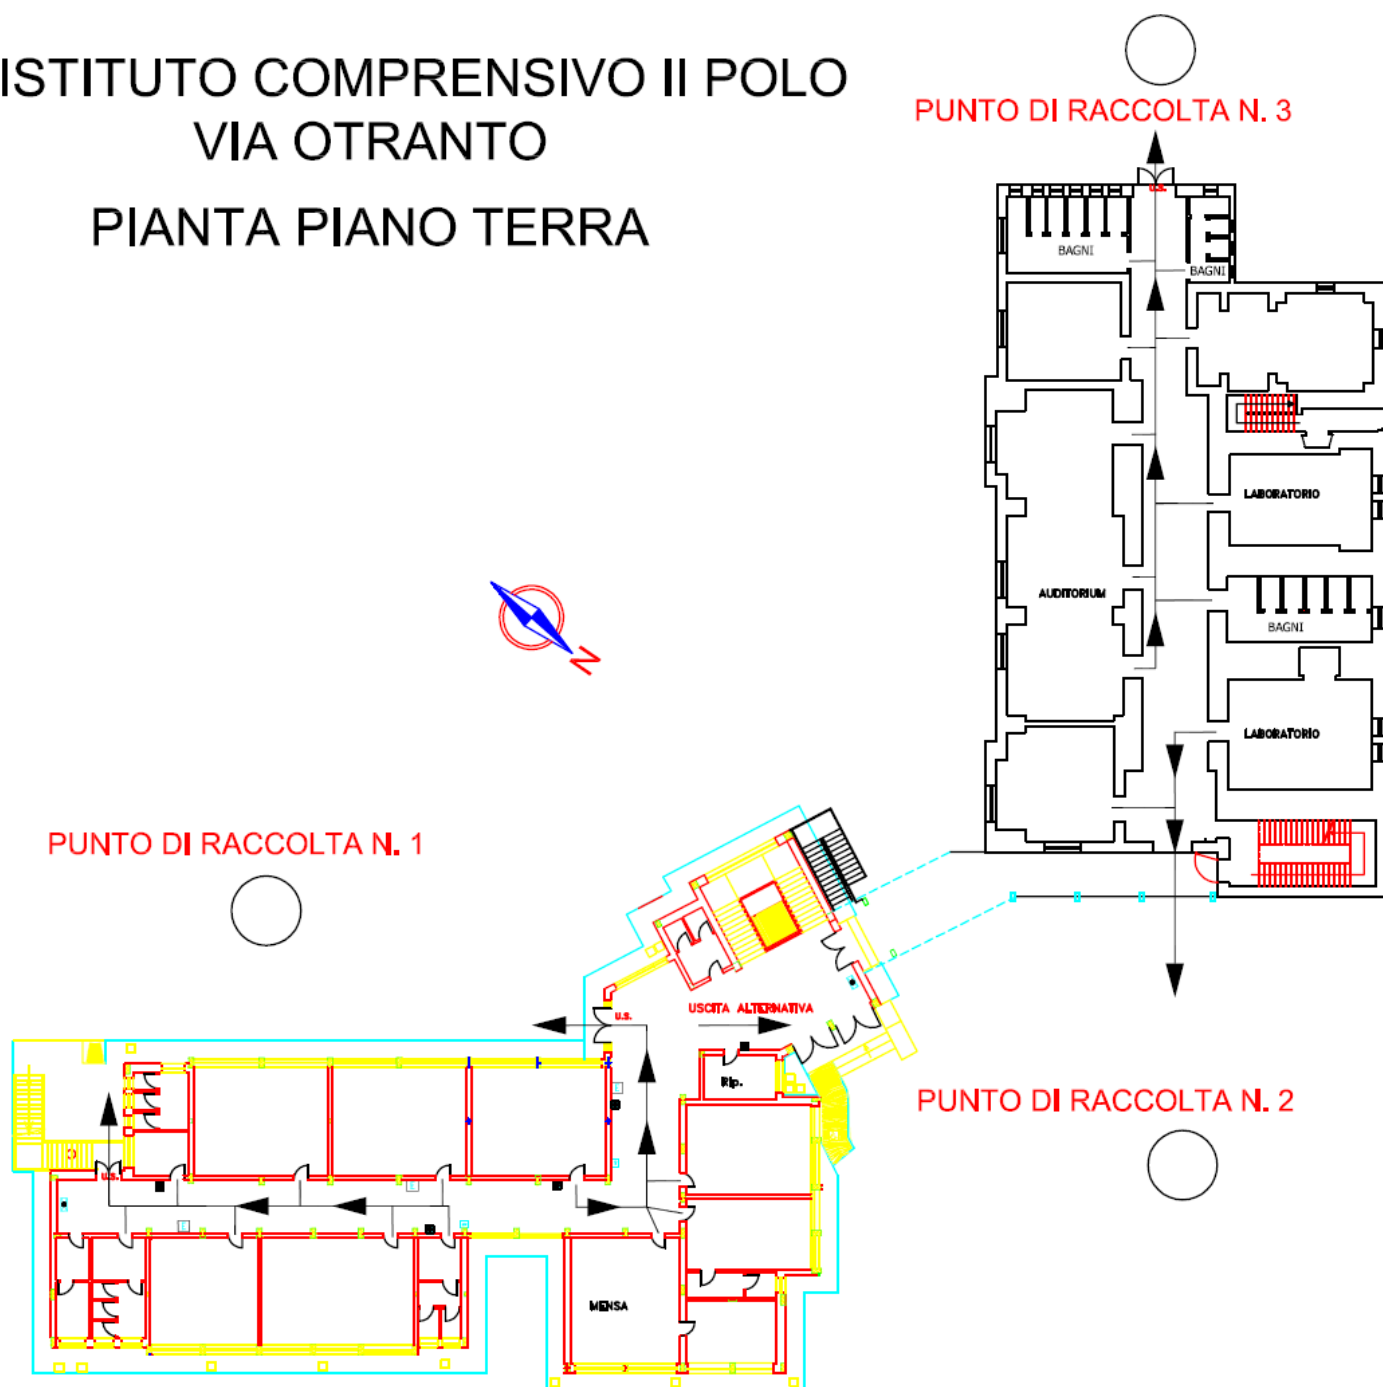 ISTITUTO COMPRENSIVO II POLO
VIA OTRANTO
PIANTA PIANO TERRA
PUNTO DI RACCOLTA N. 3
U.S.
BAGNI
BAGNI
LABORATORIO
AUDITORIUM
BAGNI
LABORATORIO
N
PUNTO DI RACCOLTA N. 1
USCITA ALTERNATIVA
U.S.
Rip.
PUNTO DI RACCOLTA N. 2
U.S.
MENSA